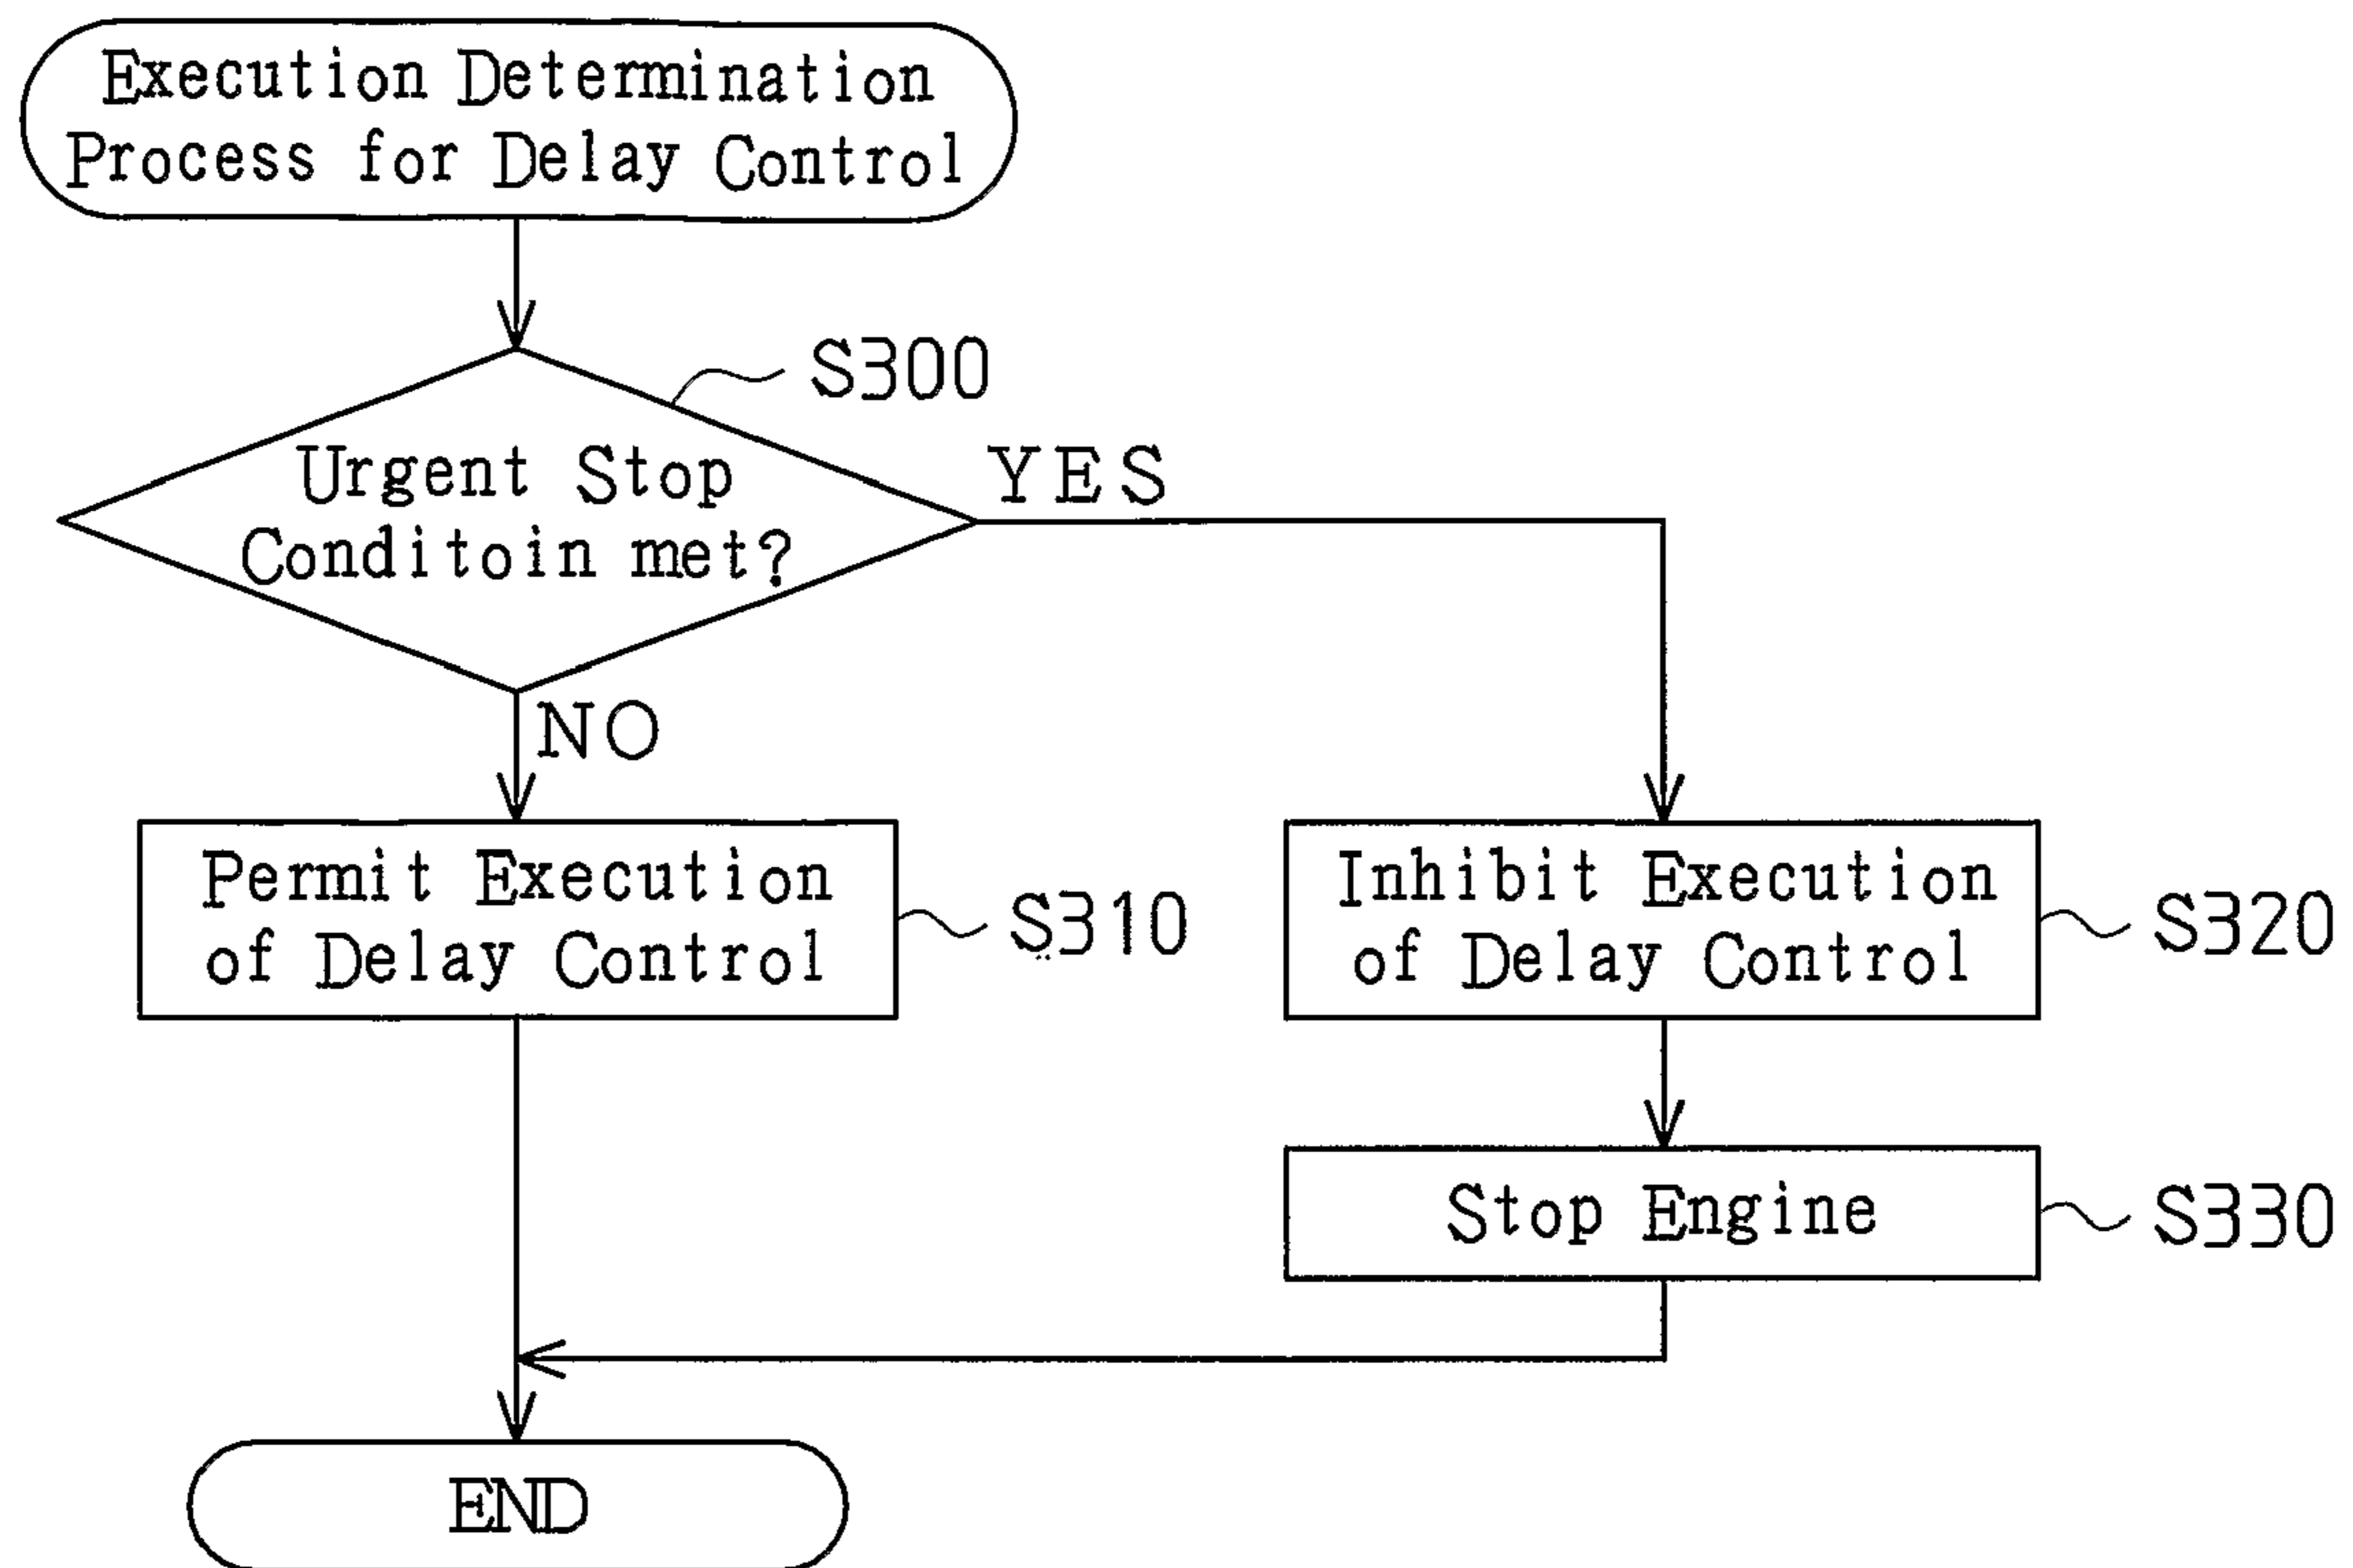 Execution Determination
Process for Delay Control
S300
Urgent Stop
Conditoin met?
YES
NO
Permit Execution
of Delay Control
S310
Inhibit Execution
of Delay Control
S320
Stop Engine
S330
END